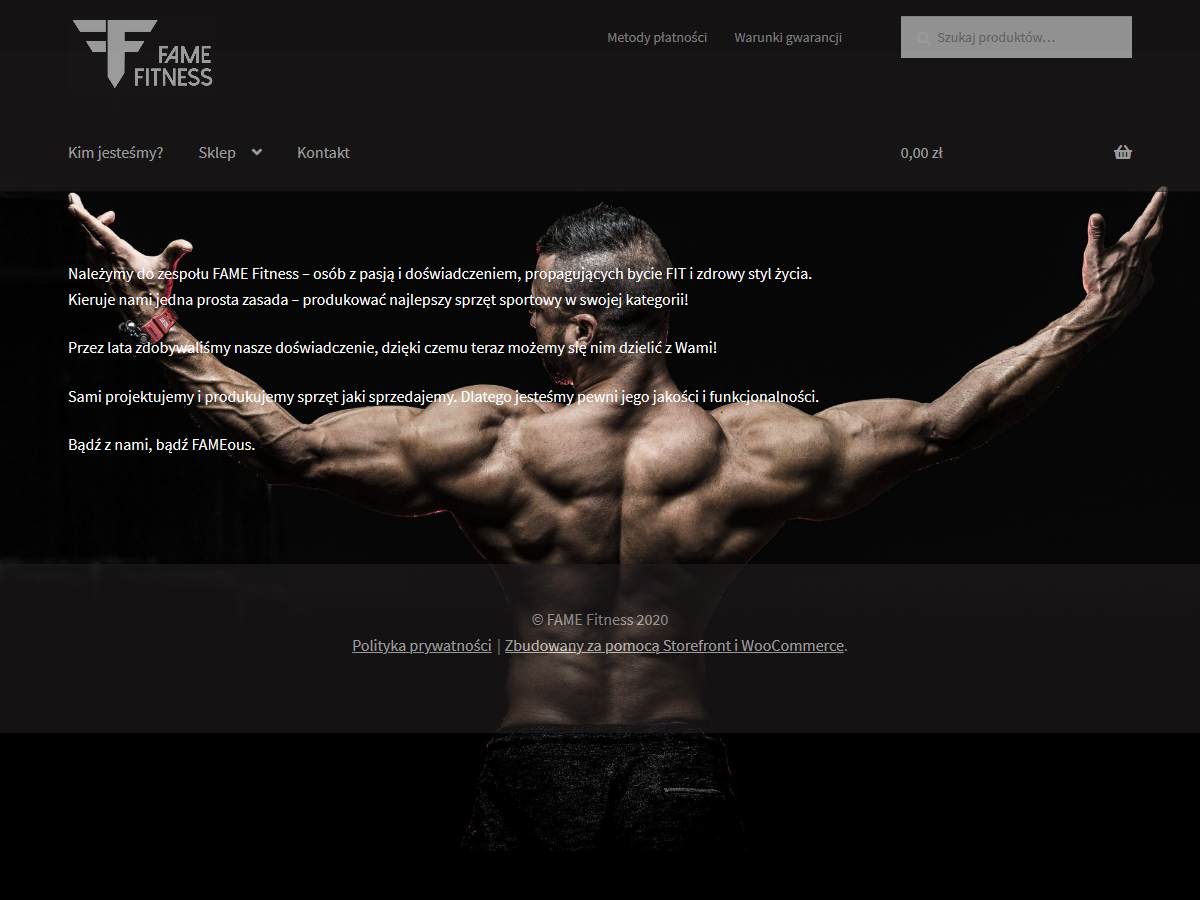 FAME
FITNESS
Metody płatności
Warunki gwarancji
Szukaj produktów…
Kim jesteśmy?
Sklep
Kontakt
0,00 zł
Należymy do zespołu FAME Fitness – osób z pasją i doświadczeniem, propagujących bycie FIT i zdrowy styl życia.
Kieruje nami jedna prosta zasada – produkować najlepszy sprzęt sportowy w swojej kategorii!
Przez lata zdobywaliśmy nasze doświadczenie, dzięki czemu teraz możemy się nim dzielić z Wami!
Sami projektujemy i produkujemy sprzęt jaki sprzedajemy. Dlatego jesteśmy pewni jego jakości i funkcjonalności.
Bądź z nami, bądź FAMEous.
© FAME Fitness 2020
Polityka prywatności | Zbudowany za pomocą Storefront i WooCommerce.